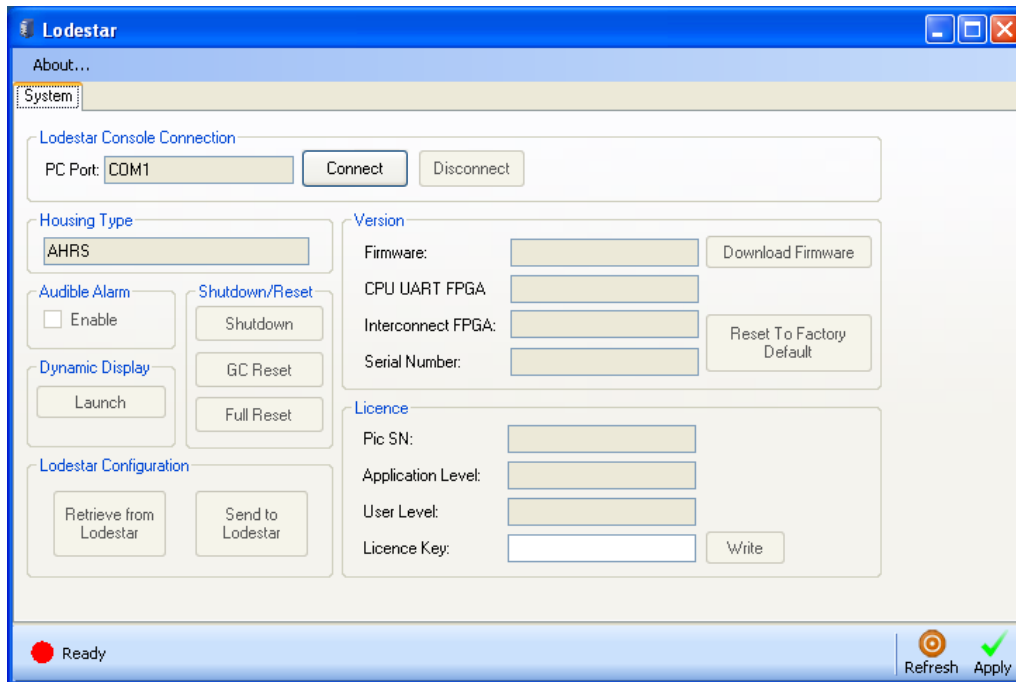 Lodestar
About...
System
Lodestar Console Connection
PC Port: COM1 Connect Disconnect
Housing Type
AHRS
Audible Alarm
Enable
Shutdown/Reset
Shutdown
GC Reset
Full Reset
Dynamic Display
Launch
Lodestar Configuration
Retrieve from
Lodestar
Send to
Lodestar
Version
Firmware: Download Firmware
CPU UART FPGA
Interconnect FPGA:
Reset To Factory
Default
Serial Number:
Licence
Pic SN:
Application Level:
User Level:
Licence Key: Write
Ready
Refresh Apply